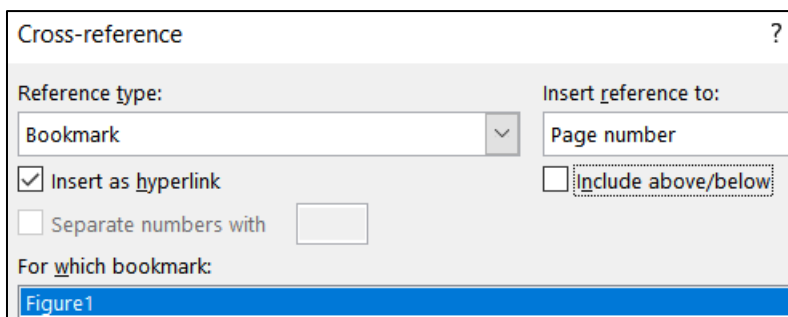 Cross-reference ?
Reference type: Insert reference to:
Bookmark Page number
Insert as hyperlink Include above/below
Separate numbers with
For which bookmark:
Figure1